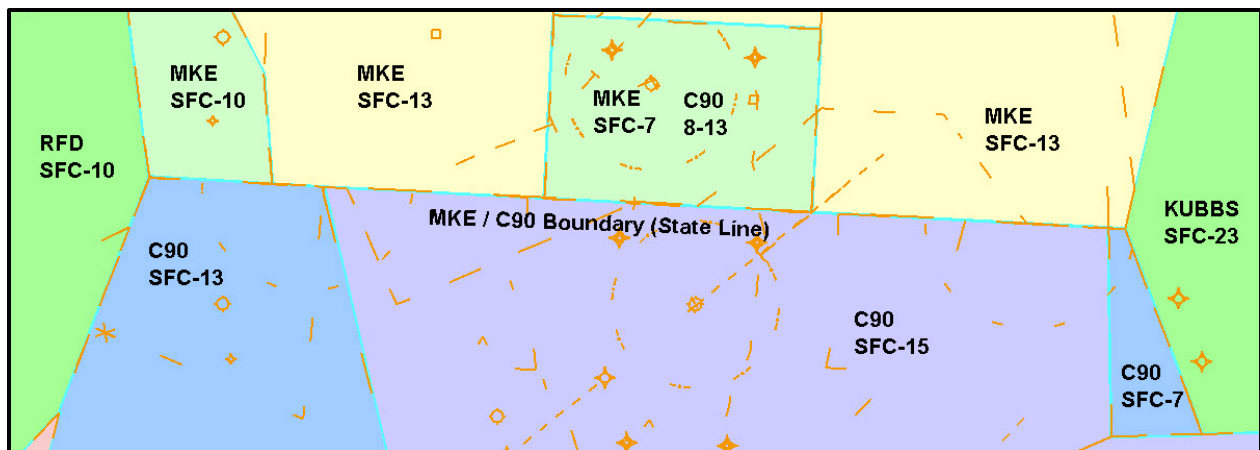 MKE
SFC-10
MKE
SFC-13
MKE
SFC-7
C90
8-13
MKE
SFC-13
RFD
SFC-10
KUBBS
SFC-23
MKE / C90 Boundary (State Line)
C90
SFC-13
C90
SFC-15
C90
SFC-7